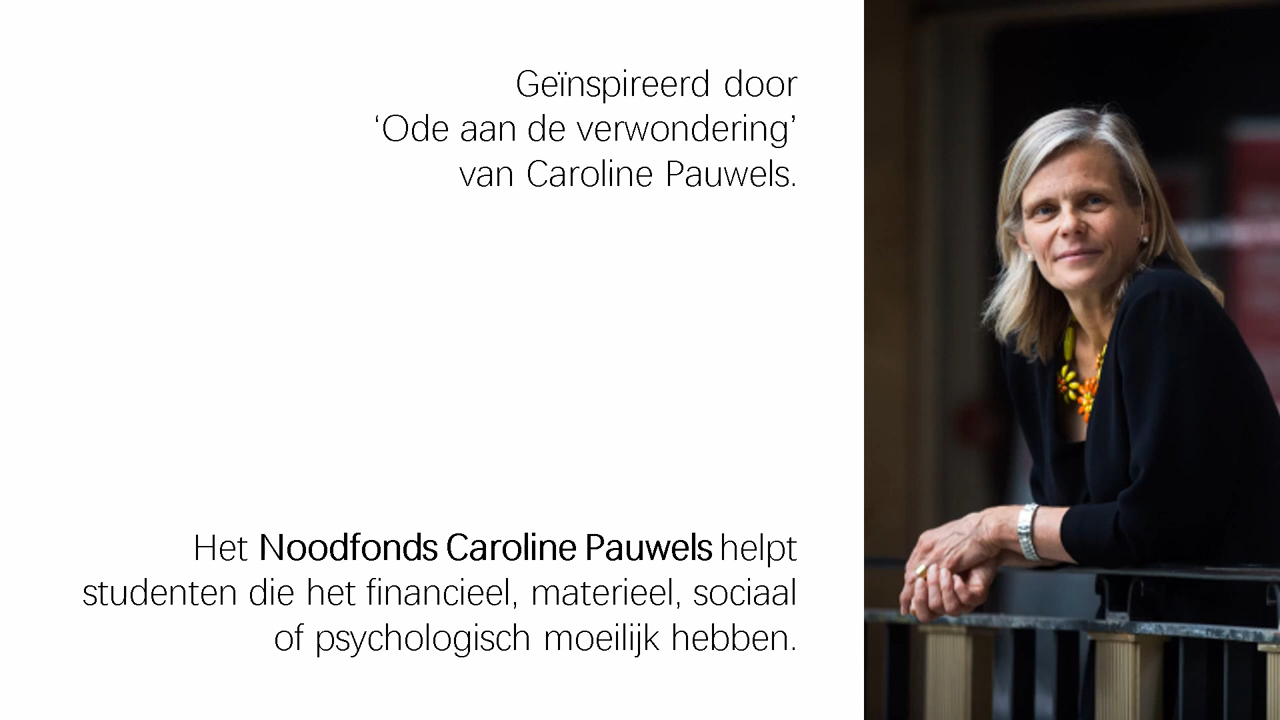 Geïnspireerd door
‘Ode aan de verwondering’
van Caroline Pauwels.
Het Noodfonds Caroline Pauwels helpt
studenten die het financieel, materieel, sociaal
of psychologisch moeilijk hebben.